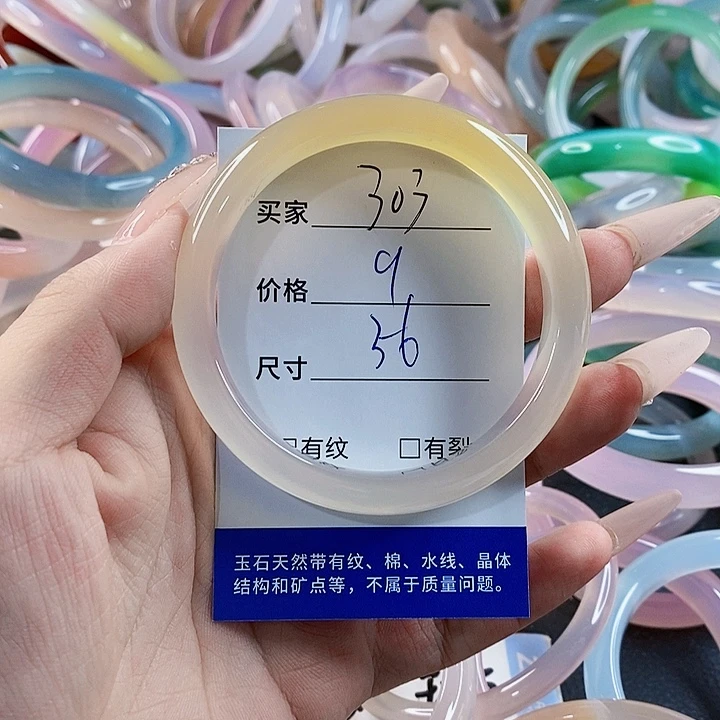 买家 303
价格 9
尺寸 56
□有纹 □有裂
玉石天然带有纹、棉、水线、晶体
结构和矿点等，不属于质量问题。